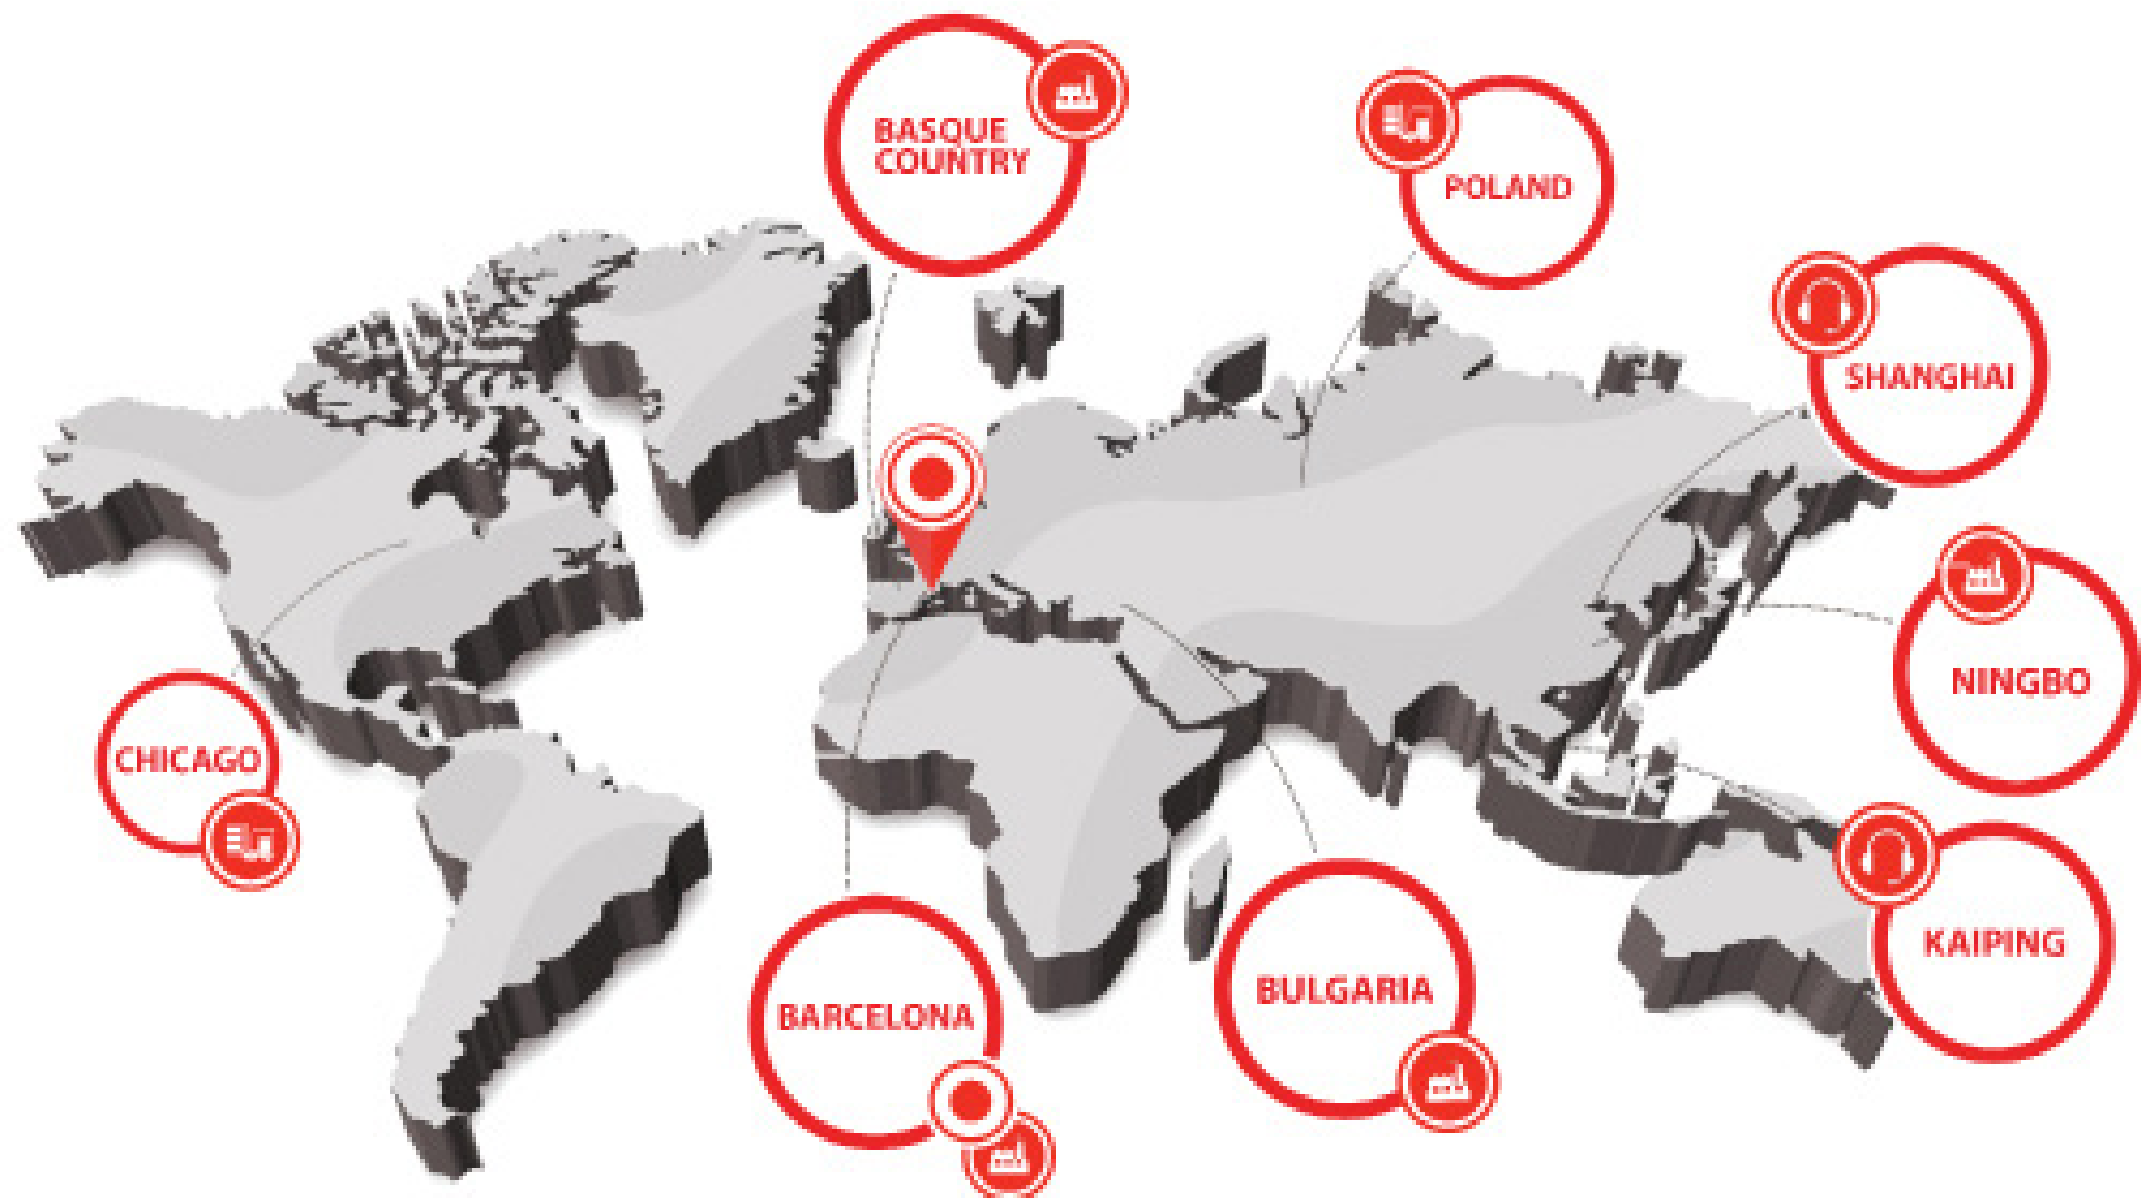 BASQUE
COUNTRY
POLAND
SHANGHAI
NINGBO
CHICAGO
KAIPING
BULGARIA
BARCELONA